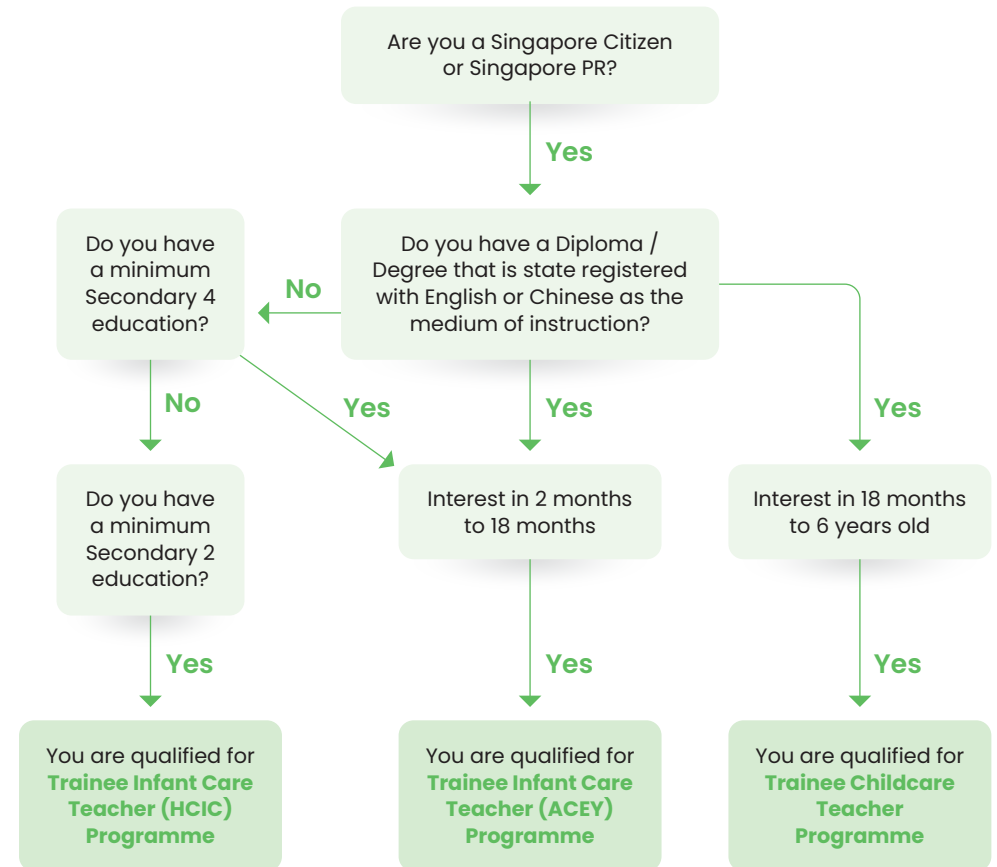 Are you a Singapore Citizen
or Singapore PR?
Yes
Do you have
a minimum
Secondary 4
education?
No
Do you have a Diploma /
Degree that is state registered
with English or Chinese as the
medium of instruction?
No
Yes
Yes
Yes
Do you have
a minimum
Secondary 2
education?
Interest in 2 months
to 18 months
Interest in 18 months
to 6 years old
Yes
Yes
Yes
You are qualified for
Trainee Infant Care
Teacher (HCIC)
Programme
You are qualified for
Trainee Infant Care
Teacher (ACEY)
Programme
You are qualified for
Trainee Childcare
Teacher
Programme